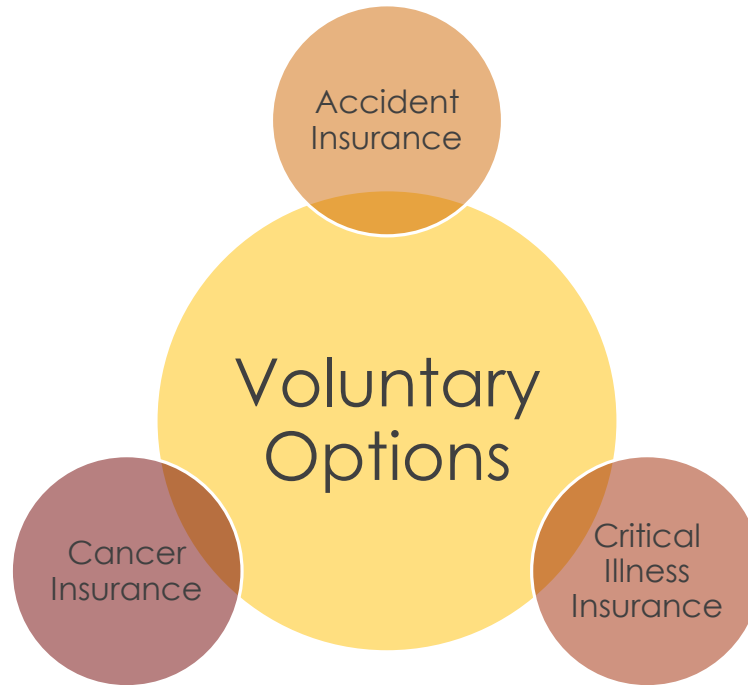 Accident
Insurance
Voluntary
Options
Cancer
Insurance
Critical
Illness
Insurance